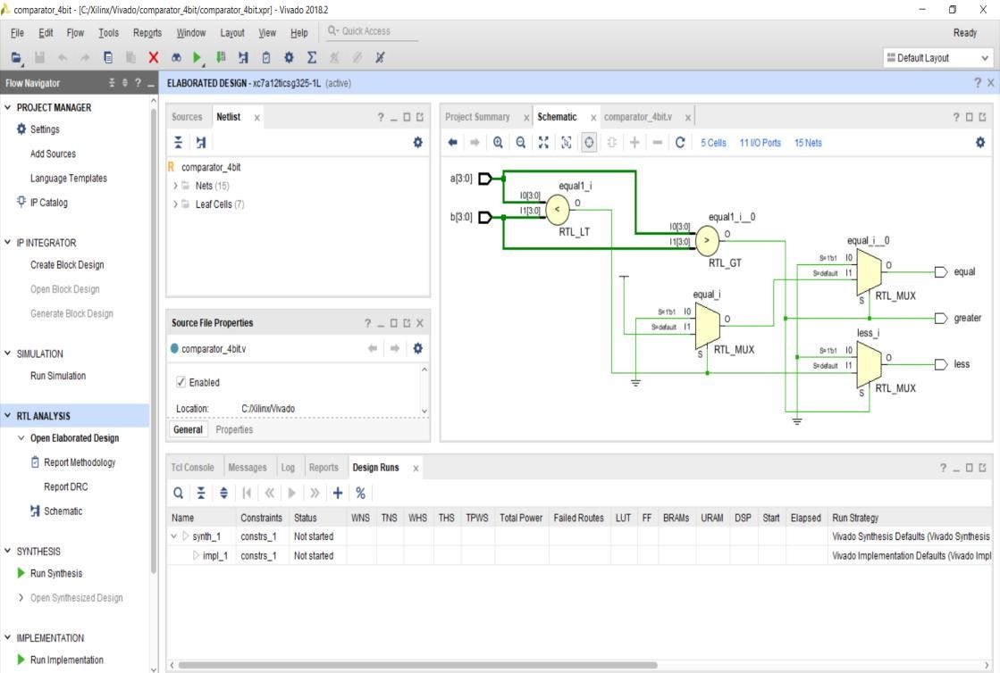 comparator_4bit - [C:/Xilinx/Vivado/comparator_4bit/comparator_4bit.xpr] - Vivado 2018.2
File Edit Flow Tools Reports Window Layout View Help Quick Access
Ready
Default Layout
Flow Navigator
PROJECT MANAGER
Settings
Add Sources
Language Templates
IP Catalog
IP INTEGRATOR
Create Block Design
Open Block Design
Generate Block Design
SIMULATION
Run Simulation
RTL ANALYSIS
Open Elaborated Design
Report Methodology
Report DRC
Schematic
SYNTHESIS
Run Synthesis
Open Synthesized Design
IMPLEMENTATION
Run Implementation
ELABORATED DESIGN - xc7a12ticsg325-1L (active)
Sources Netlist
comparator_4bit
Nets (15)
Leaf Cells (7)
Source File Properties
comparator_4bit.v
Enabled
Location: C:/Xilinx/Vivado
General Properties
Project Summary Schematic comparator_4bit.v
5 Cells 11 I/O Ports 15 Nets
a[3:0]
b[3:0]
equal1_i
I0[3:0]
I1[3:0]
O
<
RTL_LT
equal1_i__0
I0[3:0]
I1[3:0]
O
>
RTL_GT
equal_i
S=1'b1 I0
S=default I1
O
S
RTL_MUX
equal_i__0
S=1'b1 I0
S=default I1
O
S
RTL_MUX
less_i
S=1'b1 I0
S=default I1
O
S
RTL_MUX
equal
greater
less
Tcl Console Messages Log Reports Design Runs
Name Constraints Status WNS TNS WHS THS TPWS Total Power Failed Routes LUT FF BRAMs URAM DSP Start Elapsed Run Strategy
synth_1 constrs_1 Not started Vivado Synthesis Defaults (Vivado Synthesis
impl_1 constrs_1 Not started Vivado Implementation Defaults (Vivado Impl